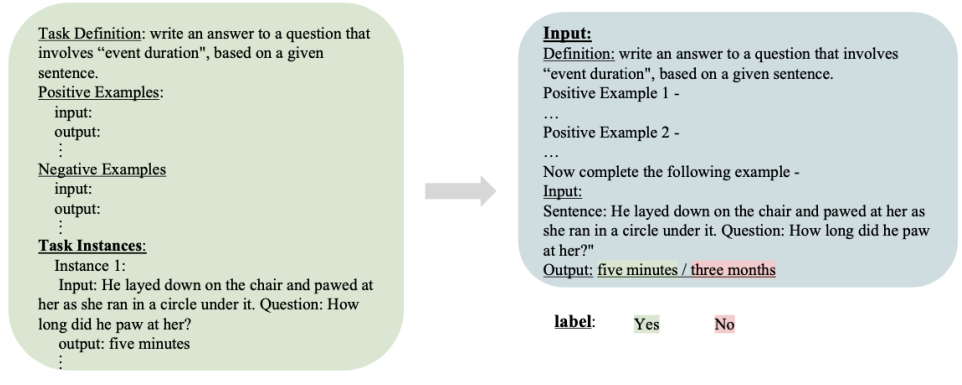 Task Definition: write an answer to a question that
involves “event duration", based on a given
sentence.
Positive Examples:
input:
output:
⋮
Negative Examples
input:
output:
⋮
Task Instances:
Instance 1:
Input: He layed down on the chair and pawed at
her as she ran in a circle under it. Question: How
long did he paw at her?
output: five minutes
⋮
Input:
Definition: write an answer to a question that involves
“event duration", based on a given sentence.
Positive Example 1 -
…
Positive Example 2 -
…
Now complete the following example -
Input:
Sentence: He layed down on the chair and pawed at her as
she ran in a circle under it. Question: How long did he paw
at her?"
Output: five minutes / three months
label: Yes No